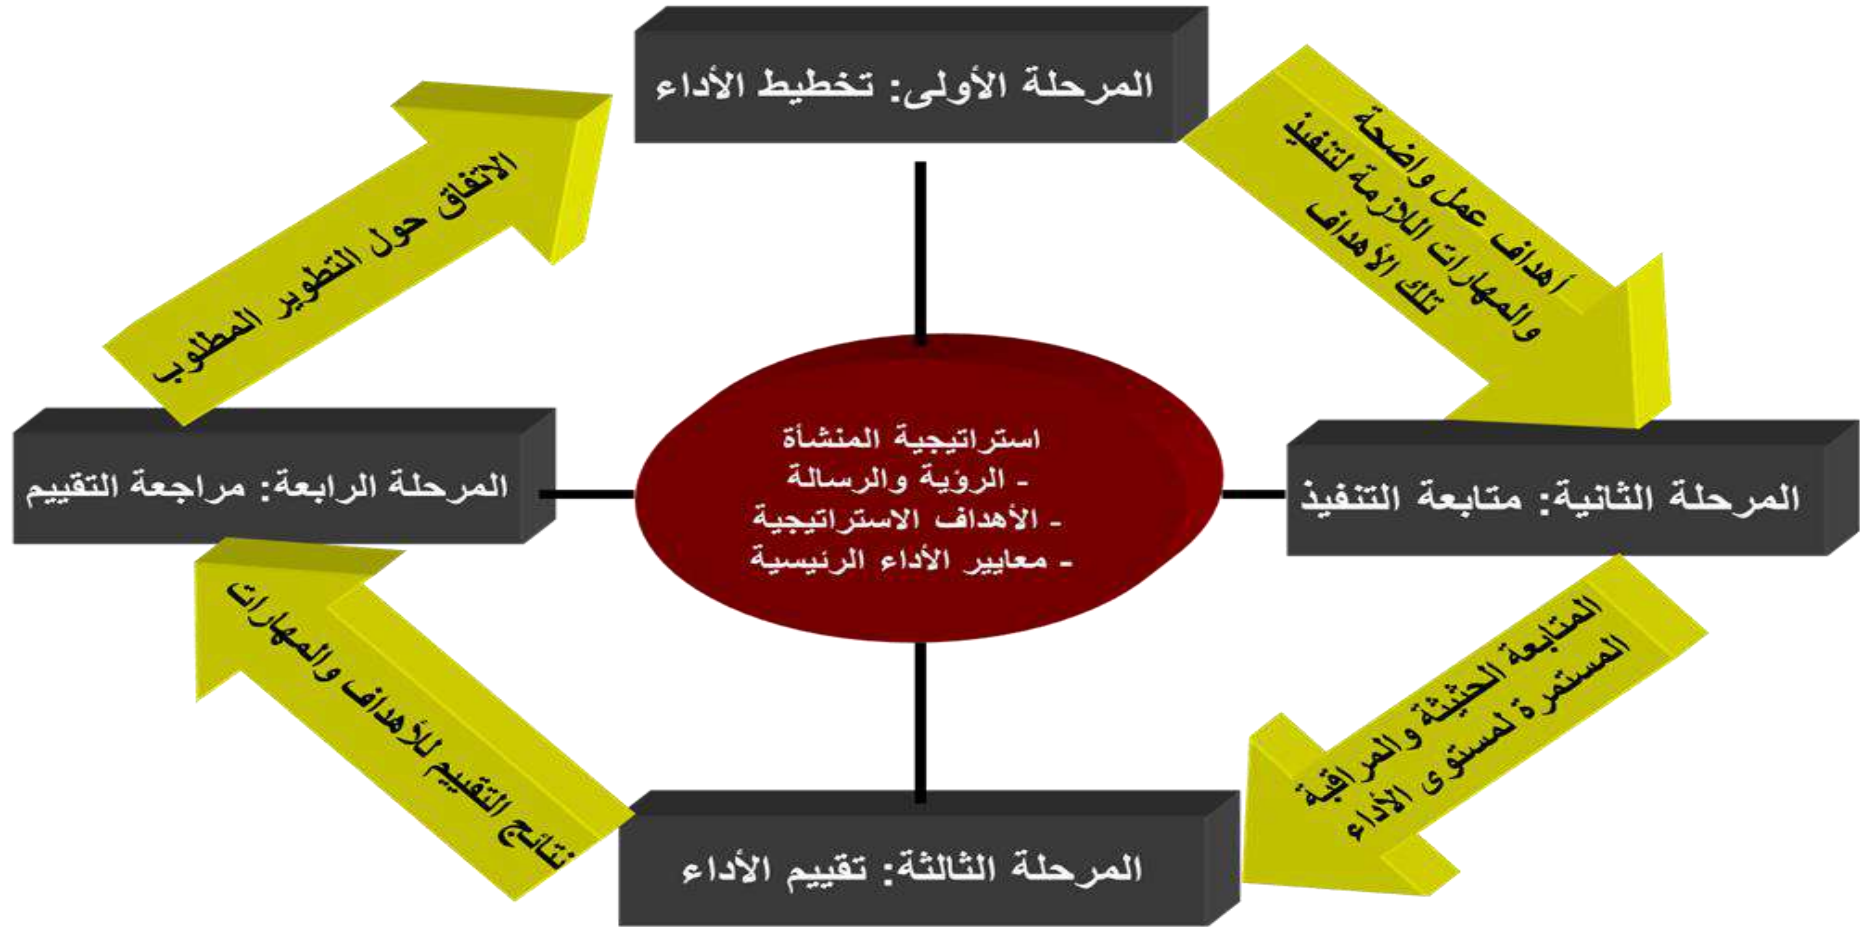 المرحلة الأولى: تخطيط الأداء
أهداف عمل واضحة
والمهارات اللازمة لتنفيذ
تلك الأهداف
المرحلة الثانية: متابعة التنفيذ
المتابعة الحثيثة والمراقبة
المستمرة لمستوى الأداء
المرحلة الثالثة: تقييم الأداء
نتائج التقييم للأهداف والمهارات
المرحلة الرابعة: مراجعة التقييم
الاتفاق حول التطوير المطلوب
استراتيجية المنشأة
- الرؤية والرسالة
- الأهداف الاستراتيجية
- معايير الأداء الرئيسية